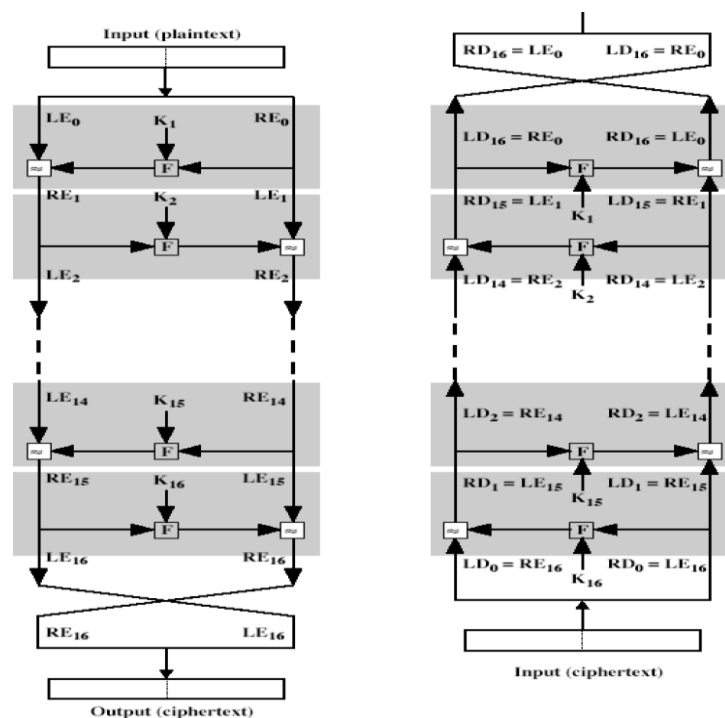 Input (plaintext)
LE₀ K₁ RE₀
F
RE₁ K₂ LE₁
F
LE₂ RE₂
LE₁₄ K₁₅ RE₁₄
F
RE₁₅ K₁₆ LE₁₅
F
LE₁₆ RE₁₆
RE₁₆ LE₁₆
Output (ciphertext)
RD₁₆ = LE₀ LD₁₆ = RE₀
LD₁₆ = RE₀ RD₁₆ = LE₀
F
RD₁₅ = LE₁ K₁ LD₁₅ = RE₁
F
LD₁₄ = RE₂ K₂ RD₁₄ = LE₂
LD₂ = RE₁₄ RD₂ = LE₁₄
F
RD₁ = LE₁₅ K₁₅ LD₁ = RE₁₅
F
LD₀ = RE₁₆ K₁₆ RD₀ = LE₁₆
Input (ciphertext)